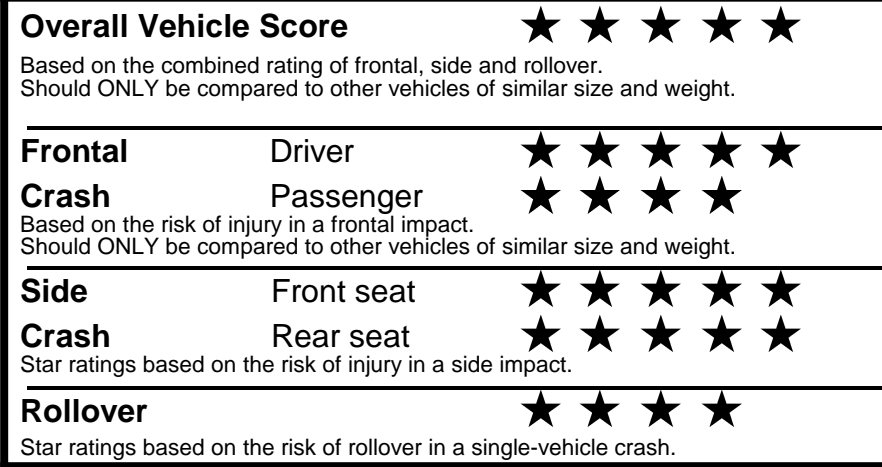 Overall Vehicle Score ★ ★ ★ ★ ★
Based on the combined rating of frontal, side and rollover.
Should ONLY be compared to other vehicles of similar size and weight.
Frontal Driver ★ ★ ★ ★ ★
Crash Passenger ★ ★ ★ ★
Based on the risk of injury in a frontal impact.
Should ONLY be compared to other vehicles of similar size and weight.
Side Front seat ★ ★ ★ ★ ★
Crash Rear seat ★ ★ ★ ★ ★
Star ratings based on the risk of injury in a side impact.
Rollover ★ ★ ★ ★
Star ratings based on the risk of rollover in a single-vehicle crash.